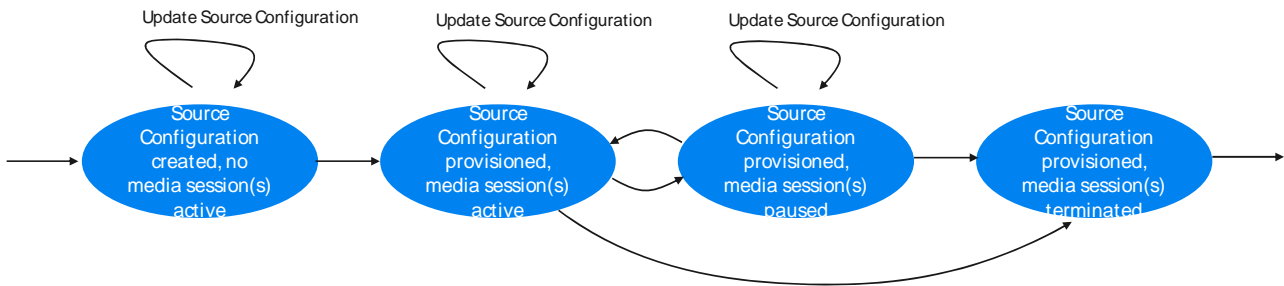 Update Source Configuration
Update Source Configuration
Update Source Configuration
Source
Configuration
created, no
media session(s)
active
Source
Configuration
provisioned,
media session(s)
active
Source
Configuration
provisioned,
media session(s)
paused
Source
Configuration
provisioned,
media session(s)
terminated